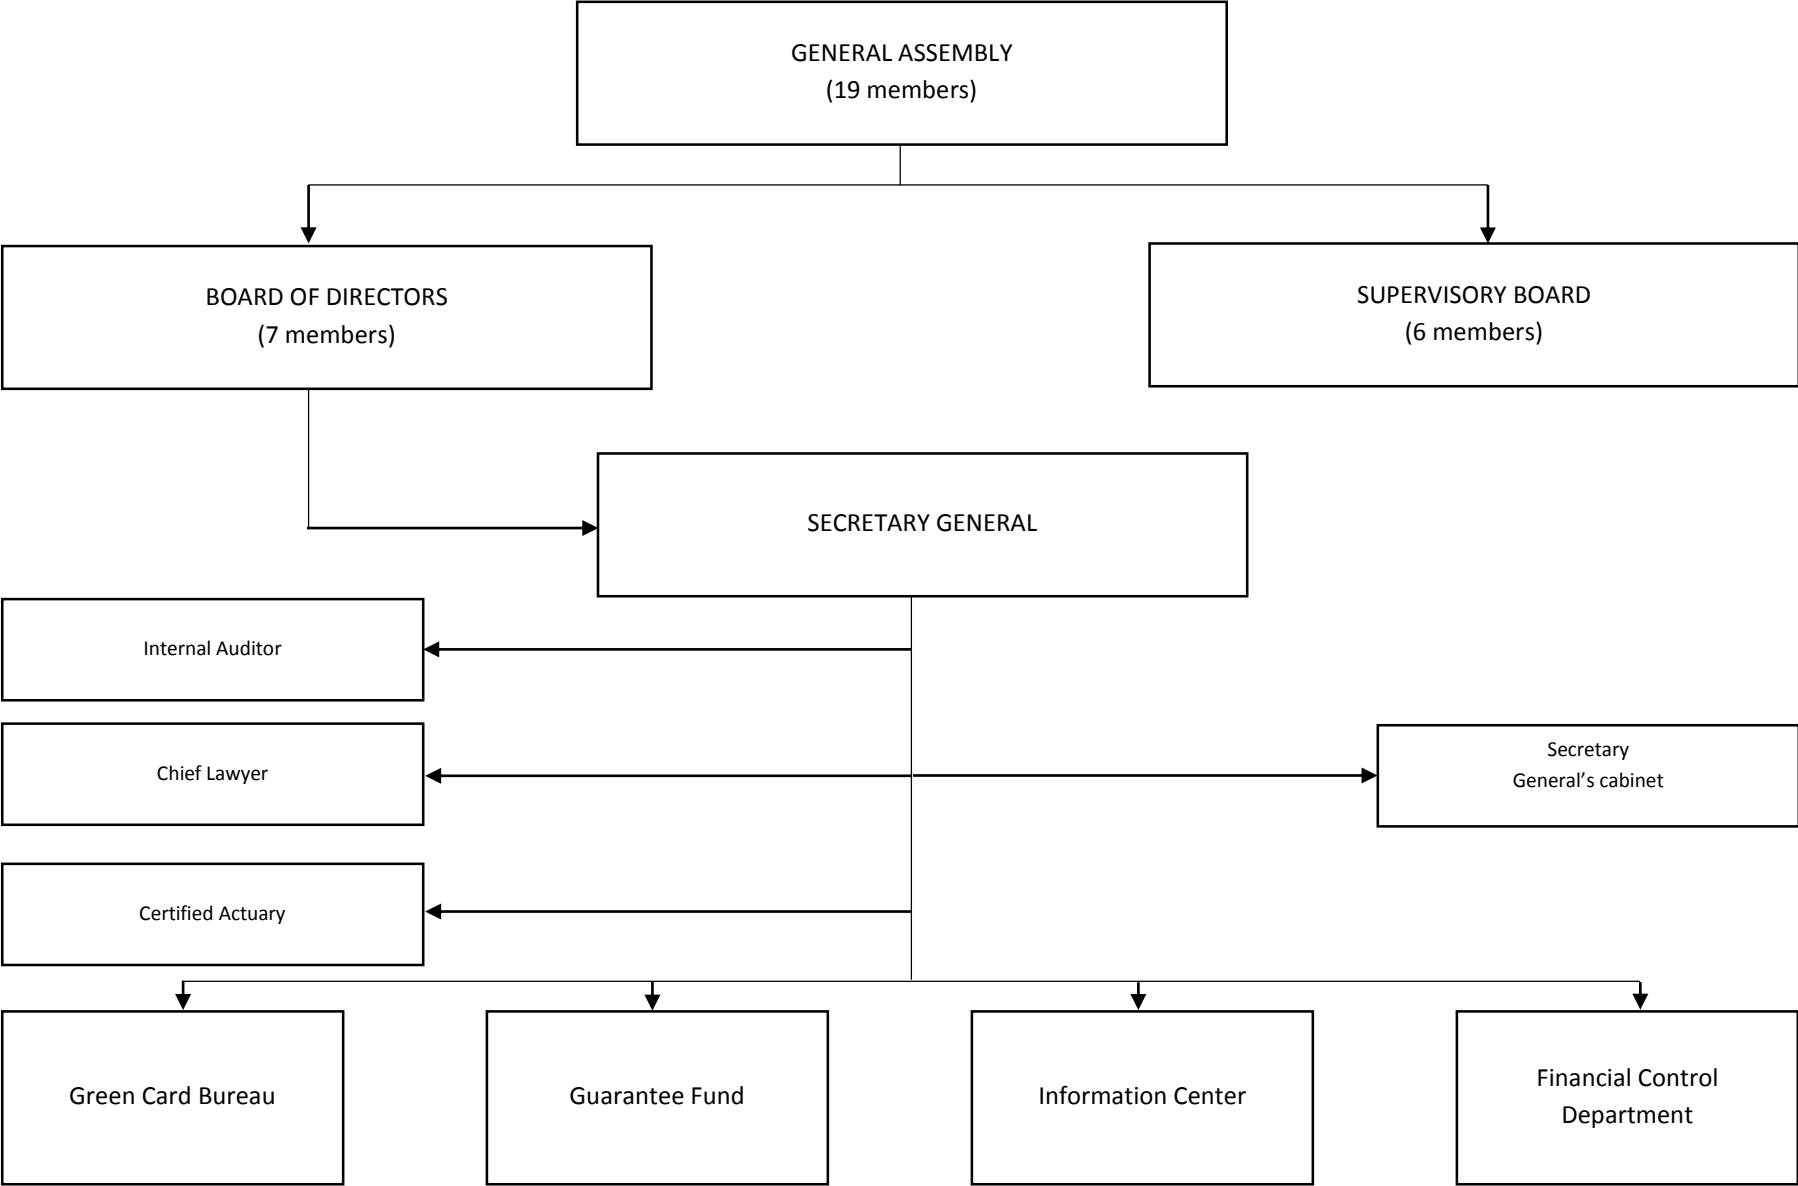 GENERAL ASSEMBLY
(19 members)
BOARD OF DIRECTORS
(7 members)
SUPERVISORY BOARD
(6 members)
SECRETARY GENERAL
Internal Auditor
Chief Lawyer
Secretary
General’s cabinet
Certified Actuary
Green Card Bureau
Guarantee Fund
Information Center
Financial Control
Department